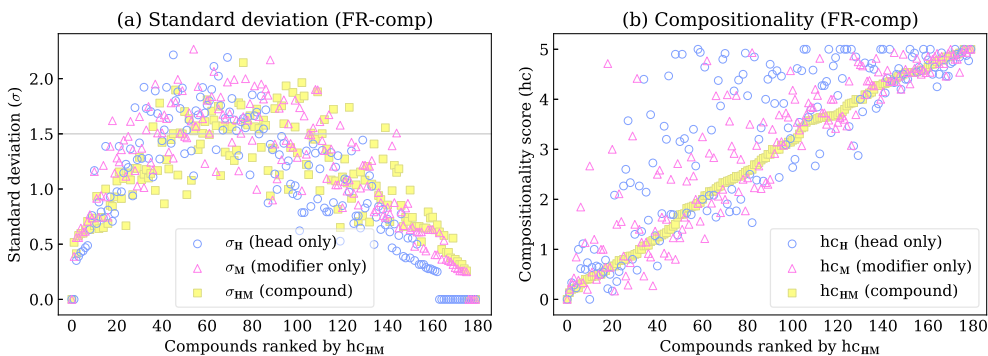 (a) Standard deviation (FR-comp)
Standard deviation (σ)
2.0
1.5
1.0
0.5
0.0
σH (head only)
σM (modifier only)
σHM (compound)
0 20 40 60 80 100 120 140 160 180
Compounds ranked by hcHM
(b) Compositionality (FR-comp)
Compositionality score (hc)
5
4
3
2
1
0
hcH (head only)
hcM (modifier only)
hcHM (compound)
0 20 40 60 80 100 120 140 160 180
Compounds ranked by hcHM